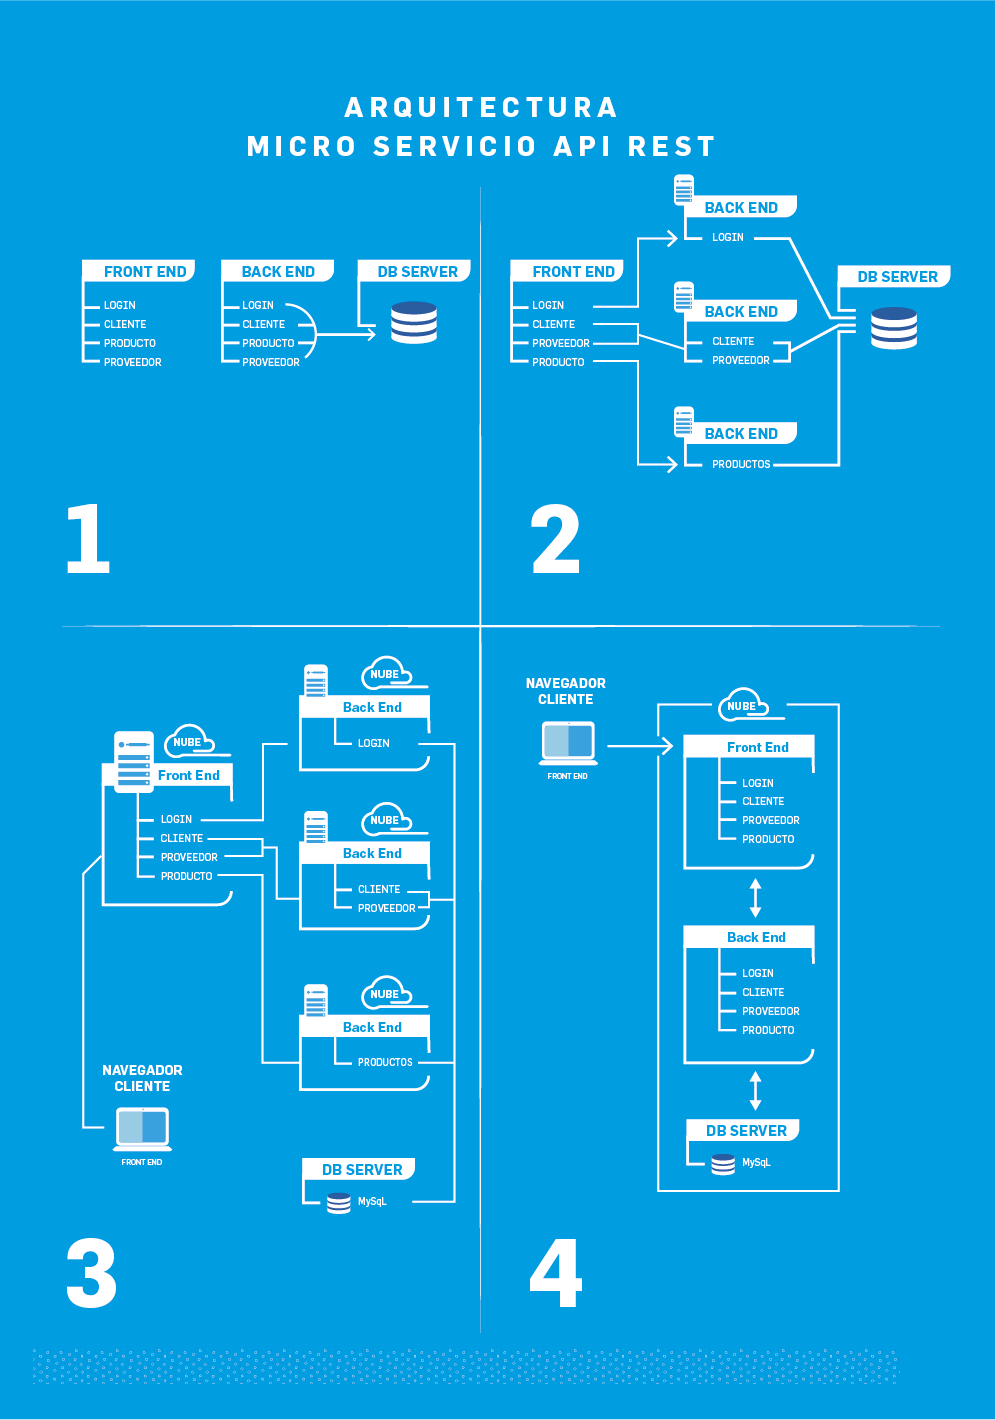 ARQUITECTURA
MICRO SERVICIO API REST
FRONT END
LOGIN
CLIENTE
PRODUCTO
PROVEEDOR
BACK END
LOGIN
CLIENTE
PRODUCTO
PROVEEDOR
DB SERVER
1
FRONT END
LOGIN
CLIENTE
PROVEEDOR
PRODUCTO
BACK END
LOGIN
BACK END
CLIENTE
PROVEEDOR
BACK END
PRODUCTOS
DB SERVER
2
NUBE
Front End
LOGIN
CLIENTE
PROVEEDOR
PRODUCTO
NUBE
Back End
LOGIN
NUBE
Back End
CLIENTE
PROVEEDOR
NUBE
Back End
PRODUCTOS
NAVEGADOR
CLIENTE
FRONT END
DB SERVER
MySqL
3
NAVEGADOR
CLIENTE
FRONT END
NUBE
Front End
LOGIN
CLIENTE
PROVEEDOR
PRODUCTO
Back End
LOGIN
CLIENTE
PROVEEDOR
PRODUCTO
DB SERVER
MySqL
4